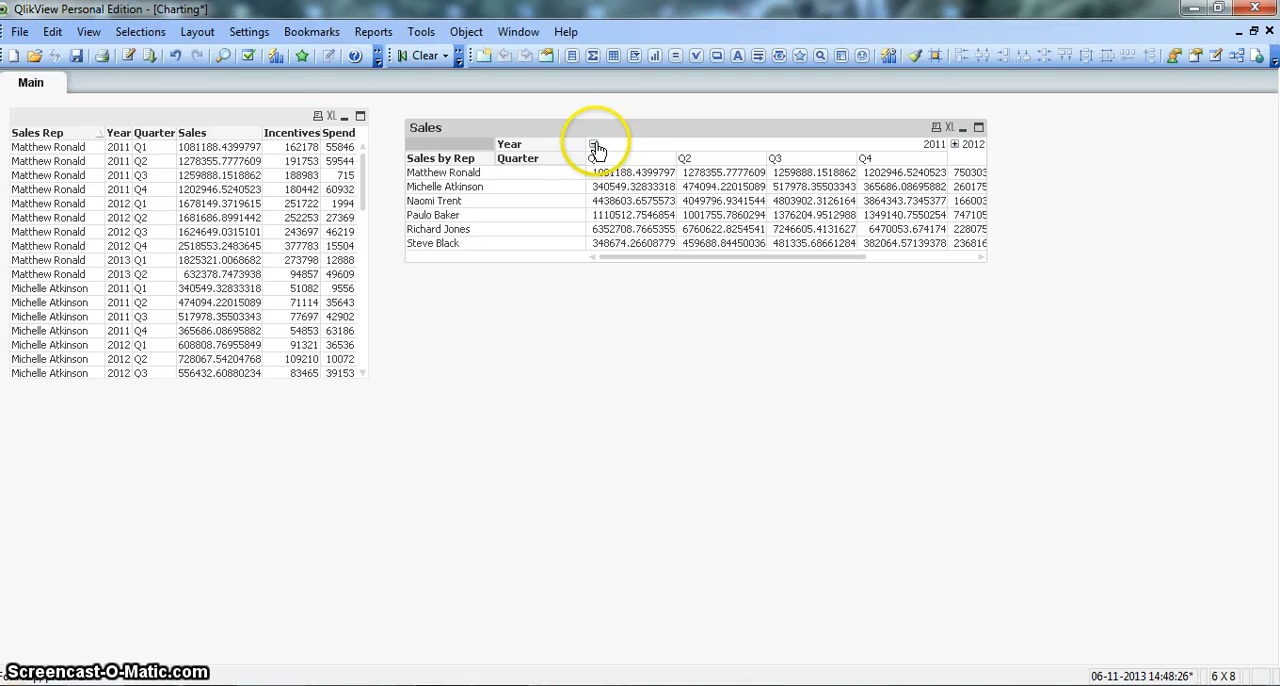 QlikView Personal Edition - [Charting*]
File Edit View Selections Layout Settings Bookmarks Reports Tools Object Window Help
Clear
Main
XL
Sales Rep Year Quarter Sales Incentives Spend
Matthew Ronald 2011 Q1 1081188.4399797 162178 55846
Matthew Ronald 2011 Q2 1278355.7777609 191753 59544
Matthew Ronald 2011 Q3 1259888.1518862 188983 715
Matthew Ronald 2011 Q4 1202946.5240523 180442 60932
Matthew Ronald 2012 Q1 1678149.3719615 251722 1994
Matthew Ronald 2012 Q2 1681686.8991442 252253 27369
Matthew Ronald 2012 Q3 1624649.0315101 243697 46219
Matthew Ronald 2012 Q4 2518553.2483645 377783 15504
Matthew Ronald 2013 Q1 1825321.0068682 273798 12888
Matthew Ronald 2013 Q2 632378.7473938 94857 49609
Michelle Atkinson 2011 Q1 340549.32833318 51082 9556
Michelle Atkinson 2011 Q2 474094.22015089 71114 35643
Michelle Atkinson 2011 Q3 517978.35503343 77697 42902
Michelle Atkinson 2011 Q4 365686.08695882 54853 63186
Michelle Atkinson 2012 Q1 608808.76955849 91321 36536
Michelle Atkinson 2012 Q2 728067.54204768 109210 10072
Michelle Atkinson 2012 Q3 556432.60880234 83465 39153
Sales XL
Year 2011 2012
Sales by Rep Quarter Q2 Q3 Q4
Matthew Ronald 1081188.4399797 1278355.7777609 1259888.1518862 1202946.5240523 750303
Michelle Atkinson 340549.32833318 474094.22015089 517978.35503343 365686.08695882 260175
Naomi Trent 4438603.6575573 4049796.9341544 4803902.3126164 3864343.7345377 166003
Paulo Baker 1110512.7546854 1001755.7860294 1376204.9512988 1349140.7550254 747105
Richard Jones 6352708.7665355 6760622.8254541 7246605.4131627 6470053.674174 228075
Steve Black 348674.26608779 459688.84450036 481335.68661284 382064.57139378 236816
Screencast-O-Matic.com
06-11-2013 14:48:26* 6 X 8